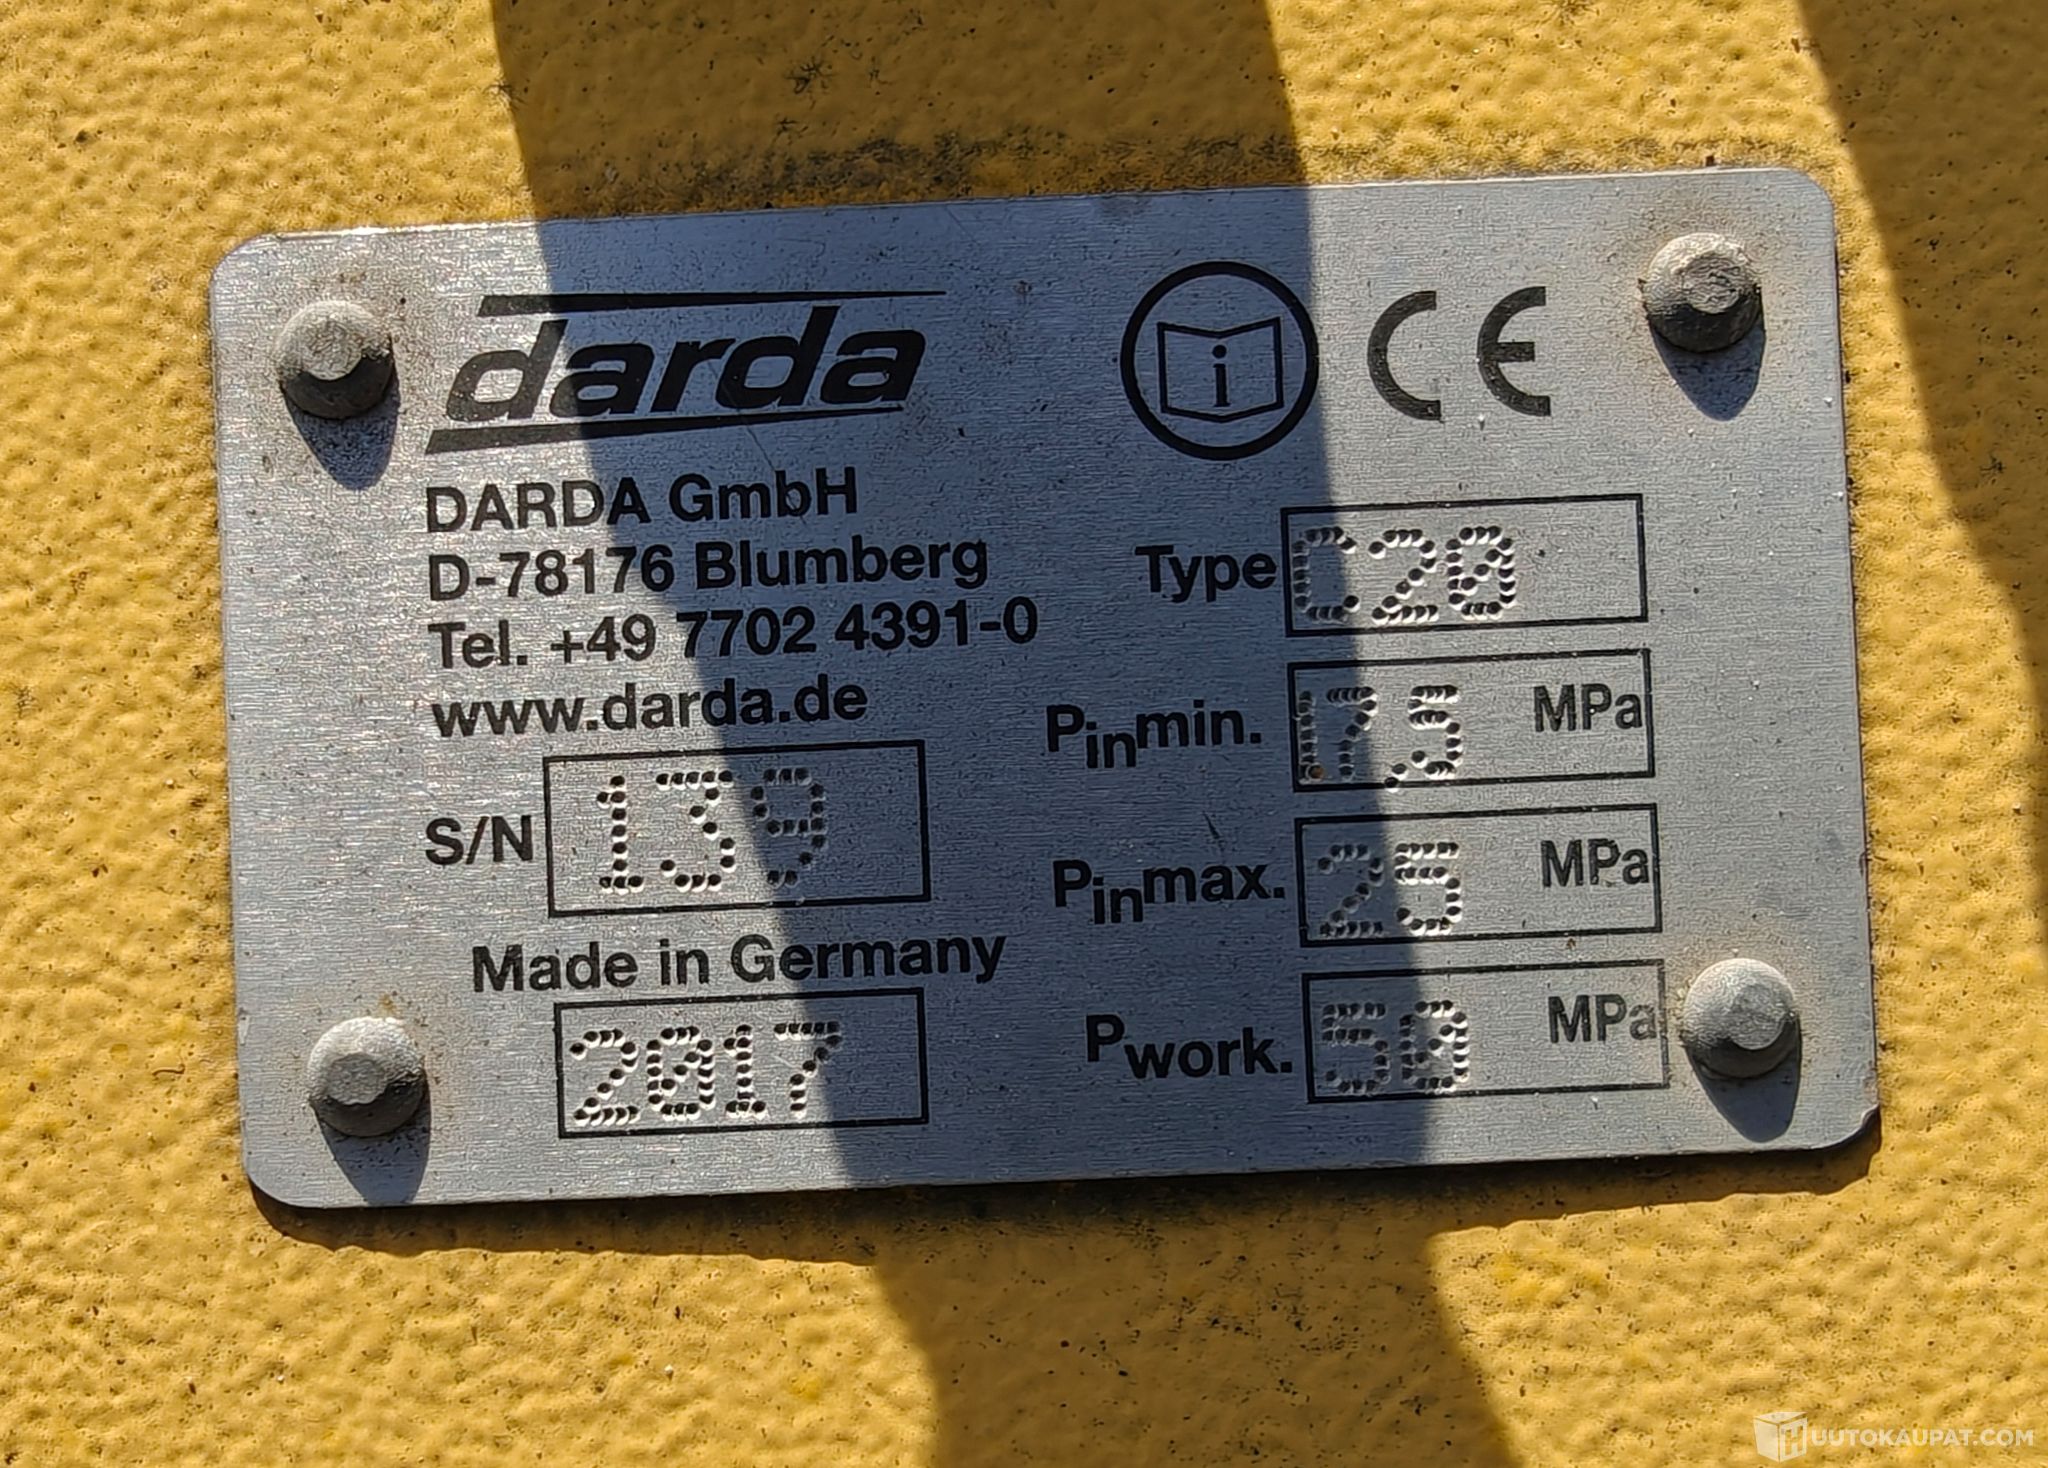 darda
i
CE
DARDA GmbH
D-78176 Blumberg
Tel. +49 7702 4391-0
www.darda.de
S/N 139
Made in Germany
2017
Type C20
Pinmin. 17,5 MPa
Pinmax. 25 MPa
Pwork. 50 MPa
HUUTOKAUPAT.COM